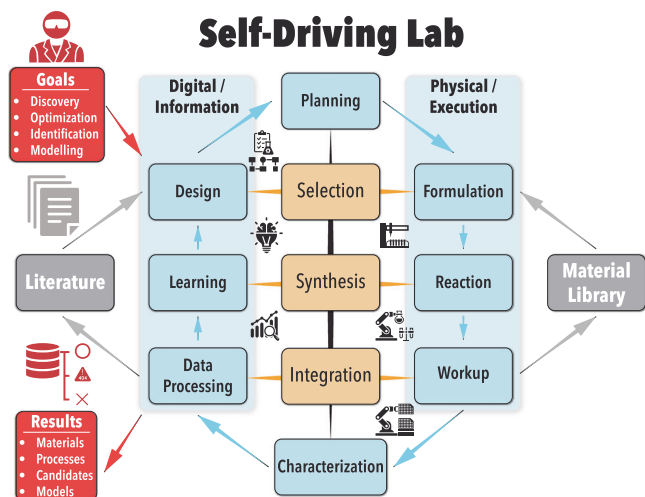 Self-Driving Lab
Goals
• Discovery
• Optimization
• Identification
• Modelling
Digital /
Information
Planning
Physical /
Execution
Design
Selection
Formulation
Literature
Learning
Synthesis
Reaction
Material
Library
Data
Processing
Integration
Workup
404
Results
• Materials
• Processes
• Candidates
• Models
Characterization